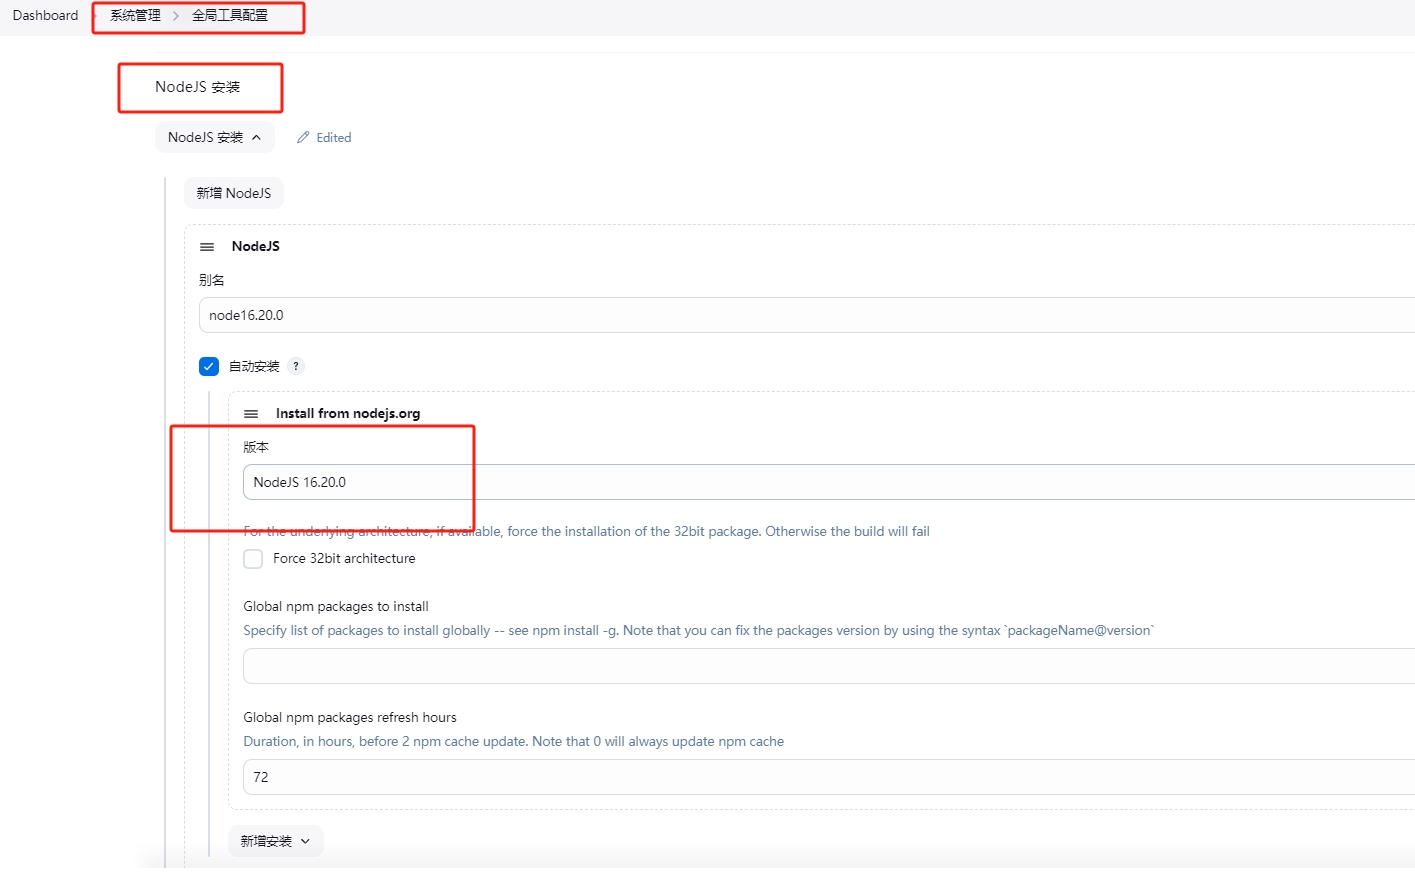 Dashboard > 系统管理 > 全局工具配置
NodeJS 安装
NodeJS 安装 Edited
新增 NodeJS
NodeJS
别名
node16.20.0
自动安装 ?
Install from nodejs.org
版本
NodeJS 16.20.0
For the underlying architecture, if available, force the installation of the 32bit package. Otherwise the build will fail
Force 32bit architecture
Global npm packages to install
Specify list of packages to install globally -- see npm install -g. Note that you can fix the packages version by using the syntax `packageName@version`
Global npm packages refresh hours
Duration, in hours, before 2 npm cache update. Note that 0 will always update npm cache
72
新增安装